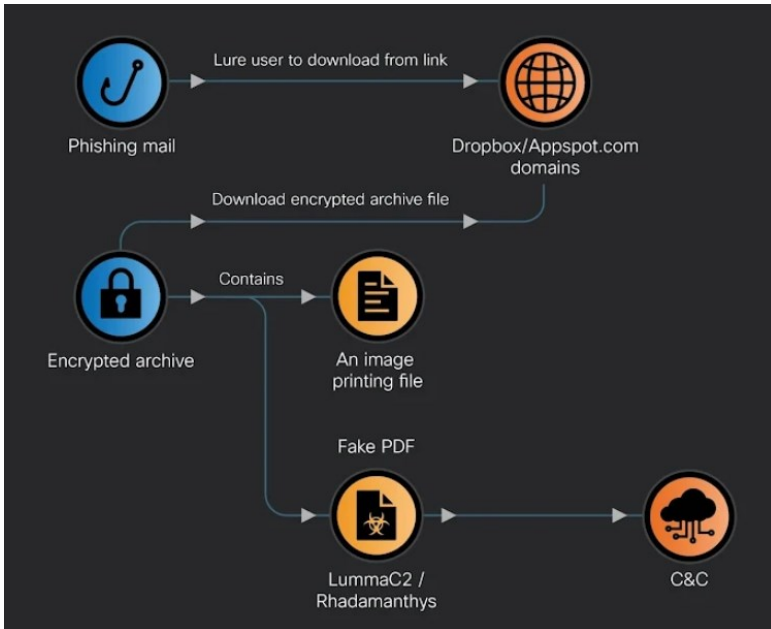 Lure user to download from link
Phishing mail
Dropbox/Appspot.com
domains
Download encrypted archive file
Contains
Encrypted archive
An image
printing file
Fake PDF
LummaC2 /
Rhadamanthys
C&C